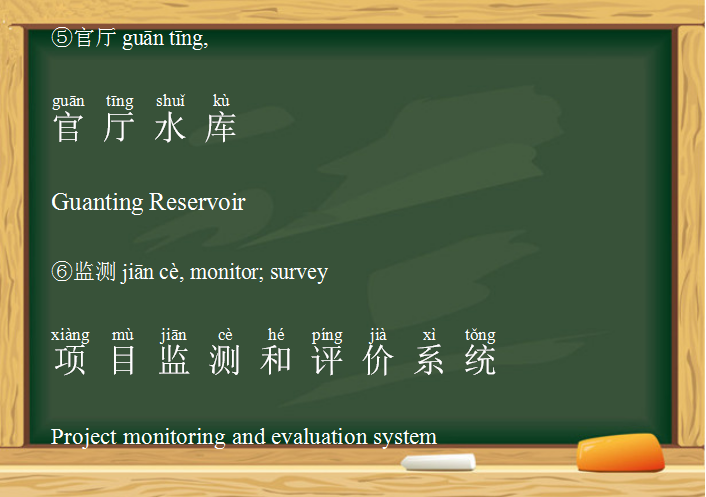 ⑤官厅 guān tīng,
guān tīng shuǐ kù
官 厅 水 库
Guanting Reservoir
⑥监测 jiān cè, monitor; survey
xiàng mù jiān cè hé píng jià xì tǒng
项 目 监 测 和 评 价 系 统
Project monitoring and evaluation system